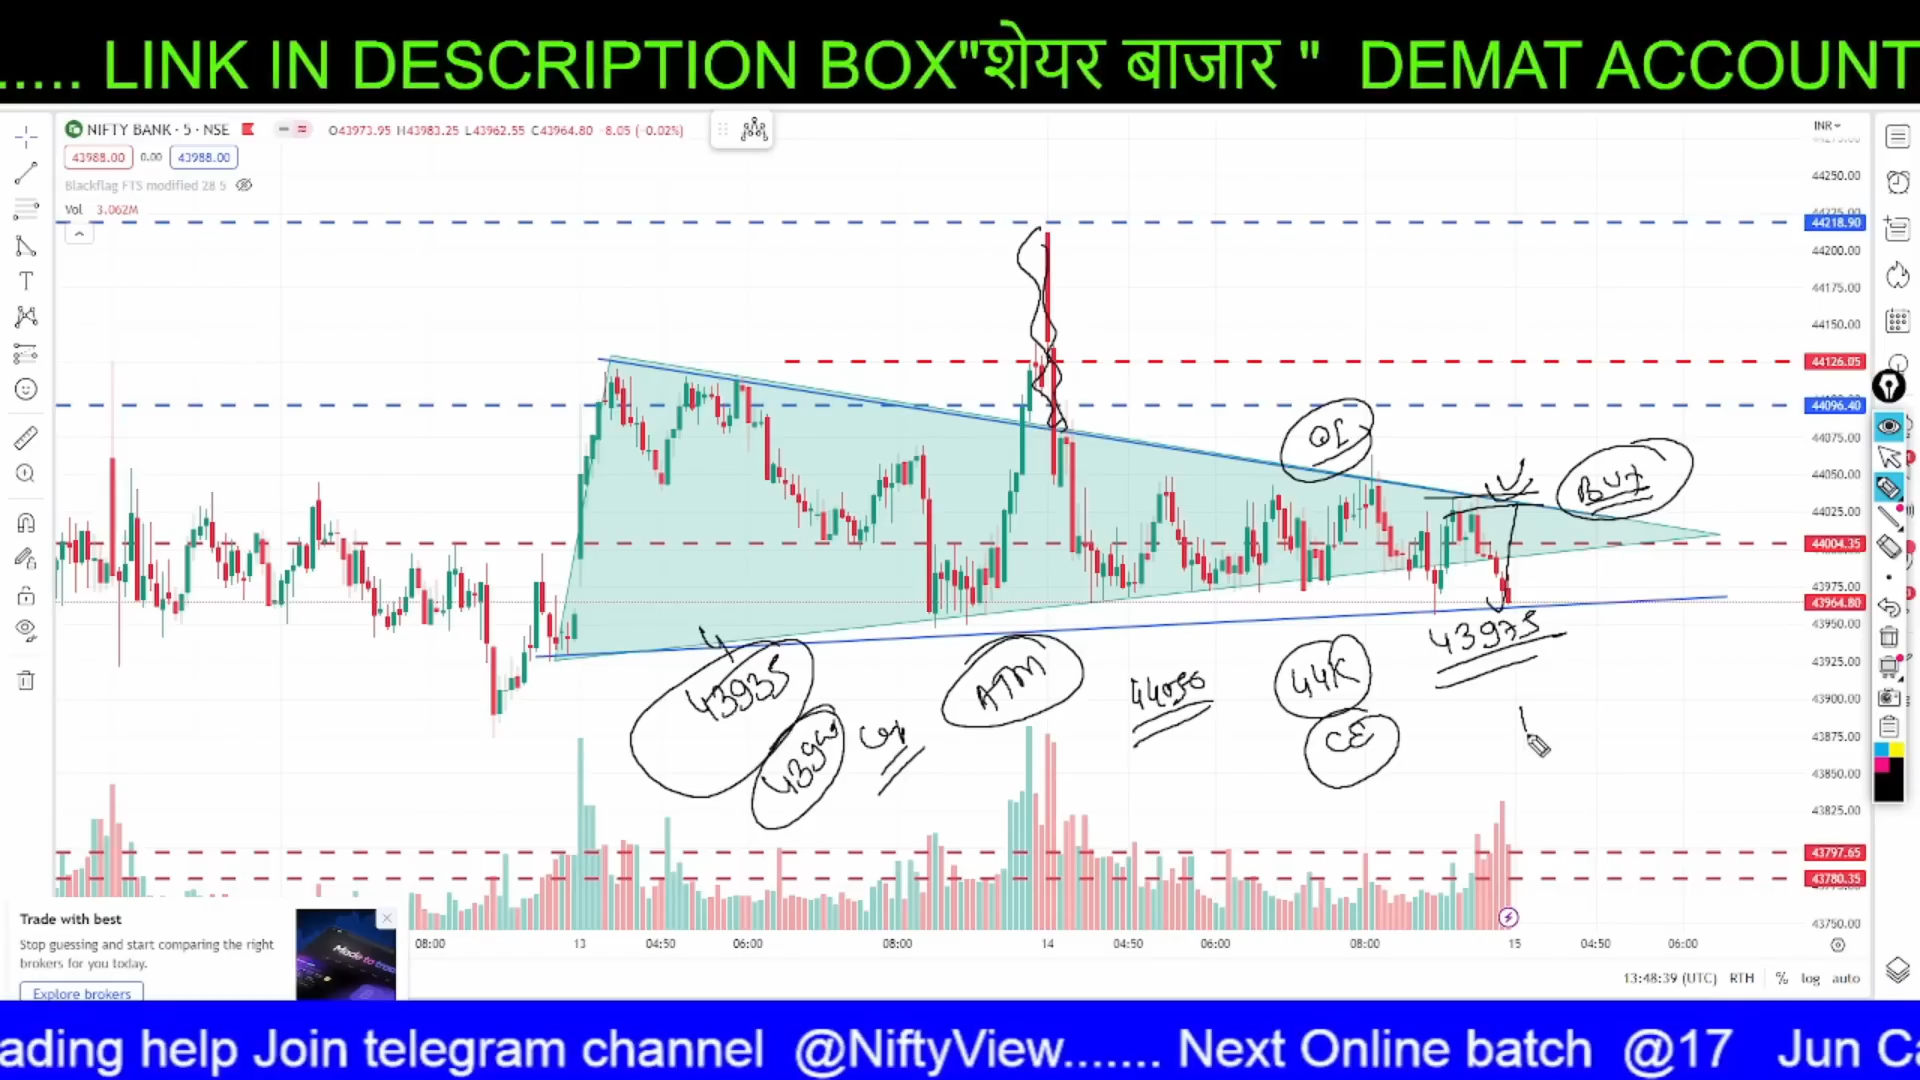 ..... LINK IN DESCRIPTION BOX"शेयर बाजार " DEMAT ACCOUNT
NIFTY BANK · 5 · NSE O43973.95 H43983.25 L43962.55 C43964.80 -8.05 (-0.02%)
INR
43988.00 0.00 43988.00
Blackflag FTS modified 28 5
Vol 3.062M
44250.00
44218.90
44200.00
44175.00
44150.00
44126.05
44096.40
44075.00
44050.00
44025.00
44004.35
43975.00
43964.80
43950.00
43925.00
43900.00
43875.00
43850.00
43825.00
43797.65
43780.35
43750.00
BUY
43975
43935
ATM
44050
44K
CE
Trade with best
Stop guessing and start comparing the right
brokers for you today.
Explore brokers
08:00 13 04:50 06:00 08:00 14 04:50 06:00 08:00 15 04:50 06:00
13:48:39 (UTC) RTH % log auto
ading help Join telegram channel @NiftyView....... Next Online batch @17 Jun Ca